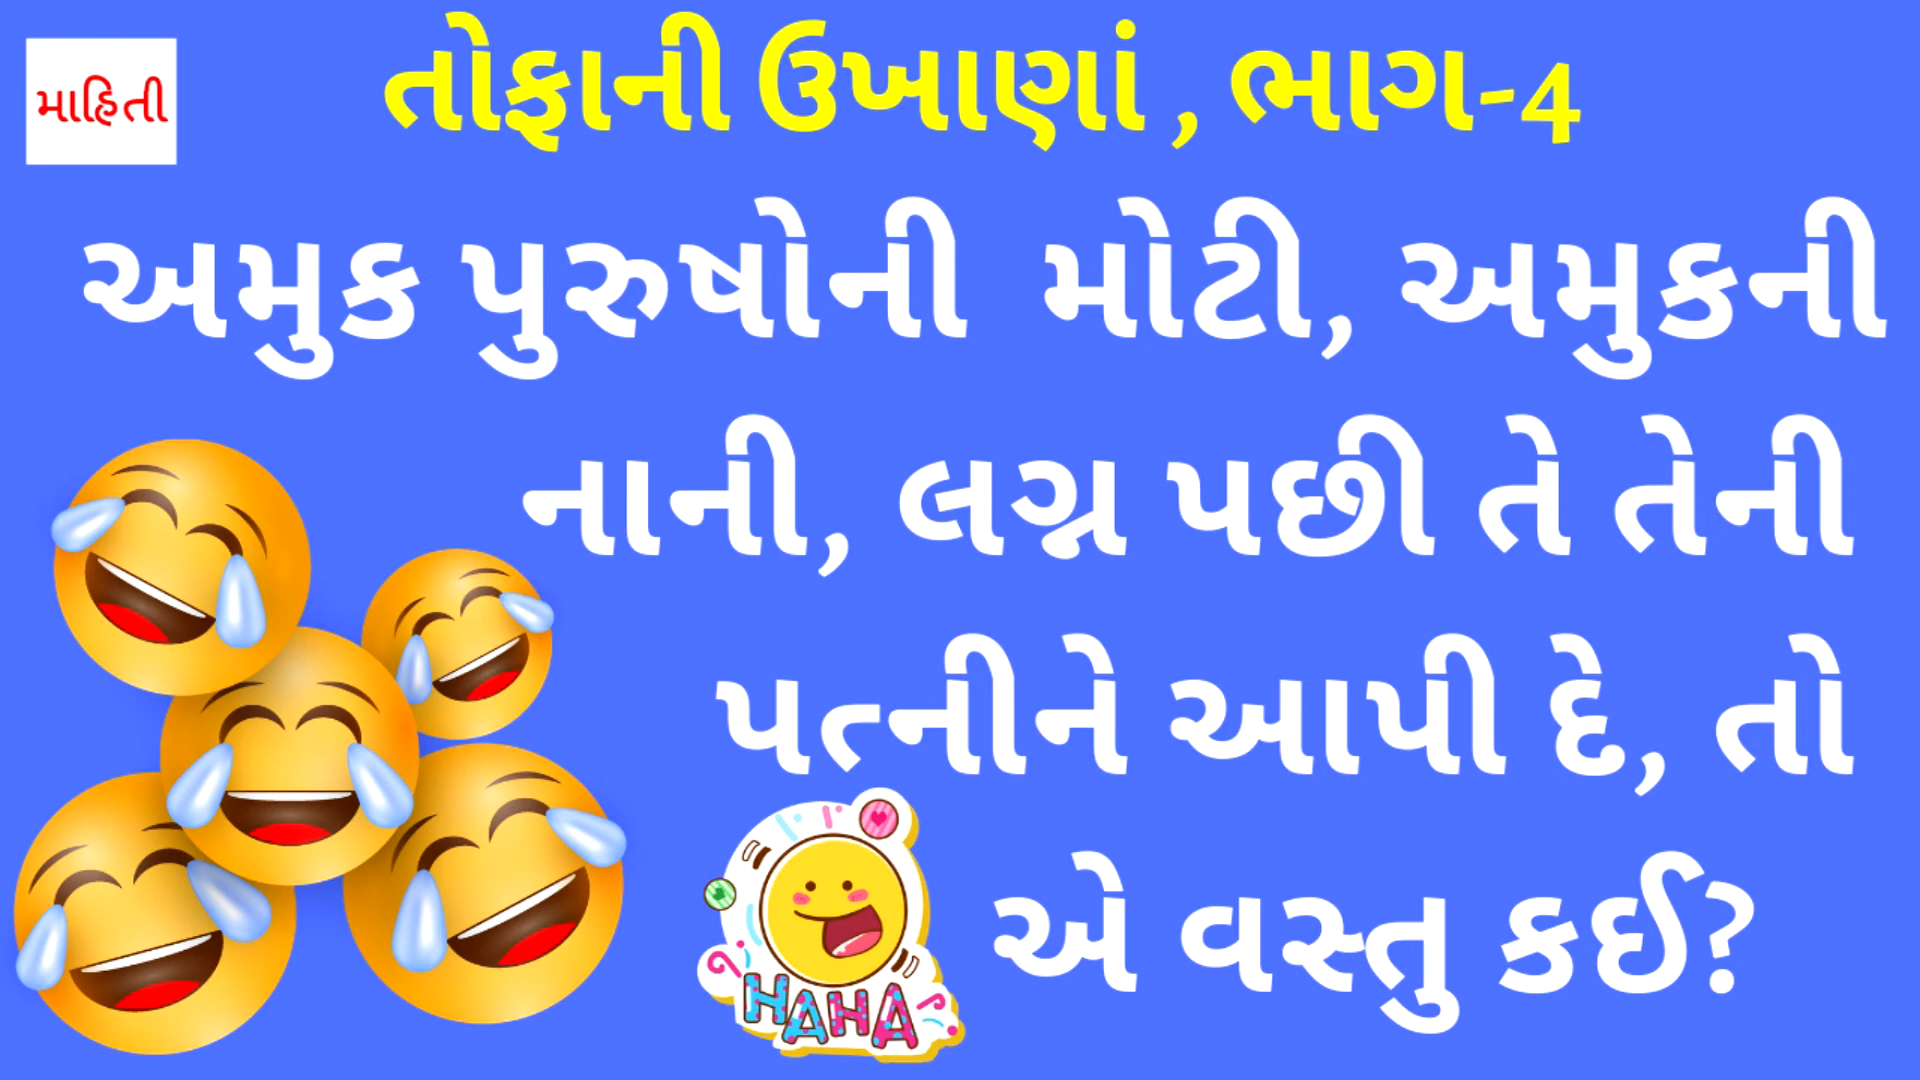 માહિતી
તોફાની ઉખાણાં , ભાગ-4
અમુક પુરુષોની મોટી, અમુકની
નાની, લગ્ન પછી તે તેની
પત્નીને આપી દે, તો
એ વસ્તુ કઈ?
HAHA